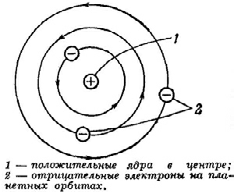 1
2
1 — положительные ядра в центре;
2 — отрицательные электроны на пла-
нетных орбитах.